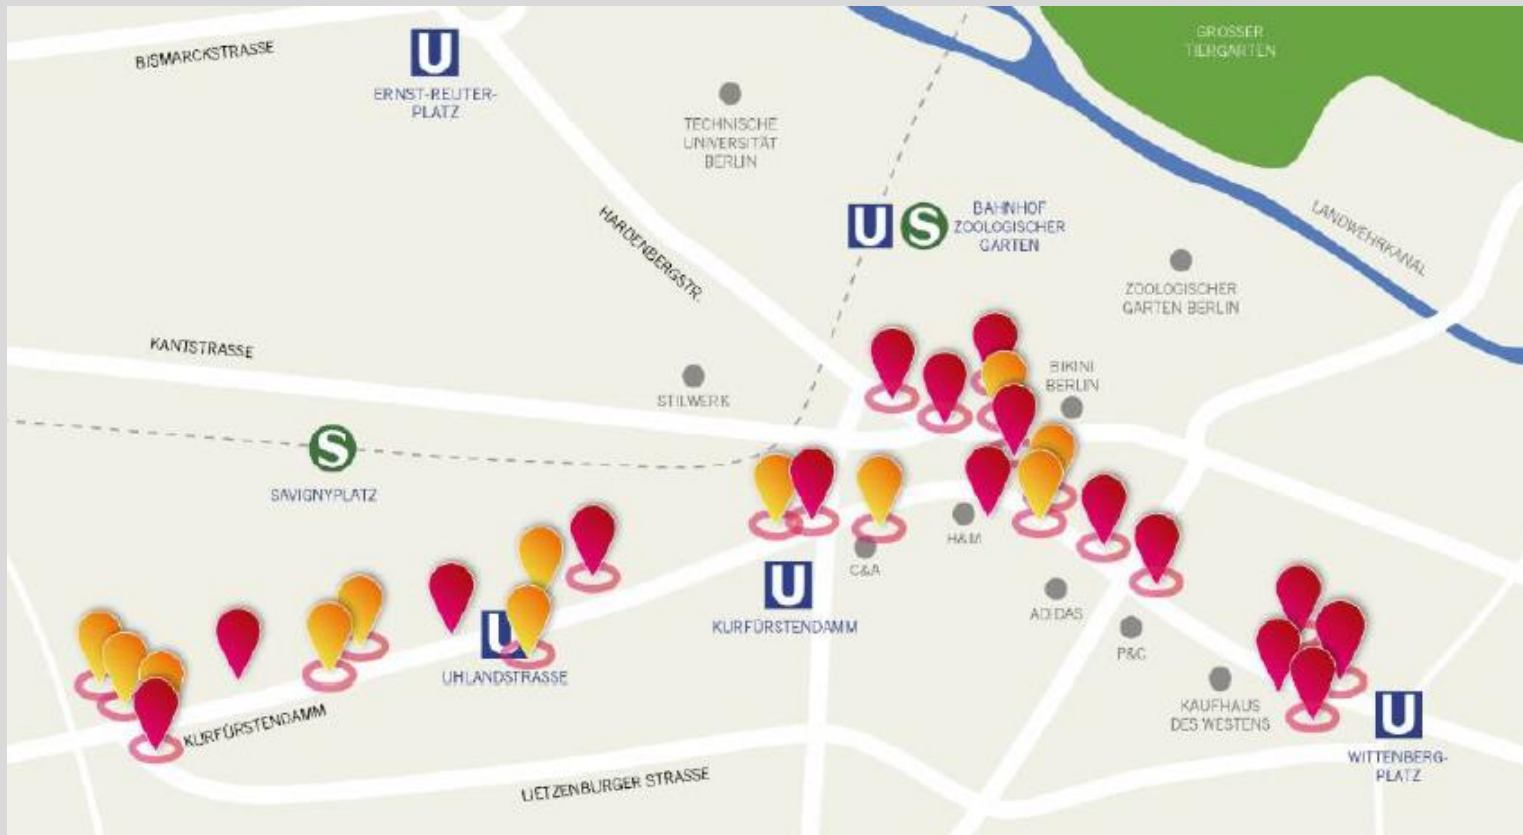 GROSSER
TIERGARTEN
BISMARCKSTRASSE
U
ERNST-REUTER-
PLATZ
TECHNISCHE
UNIVERSITÄT
BERLIN
HARDENBERGSTR.
U S
BAHNHOF
ZOOLOGISCHER
GARTEN
LANDWEHRKANAL
ZOOLOGISCHER
GARTEN BERLIN
KANTSTRASSE
STILWERK
BIKINI
BERLIN
S
SAVIGNYPLATZ
H&M
C&A
U
KURFÜRSTENDAMM
ADIDAS
P&C
U
UHLANDSTRASSE
KURFÜRSTENDAMM
KAUFHAUS
DES WESTENS
U
WITTENBERG-
PLATZ
LIETZENBURGER STRASSE